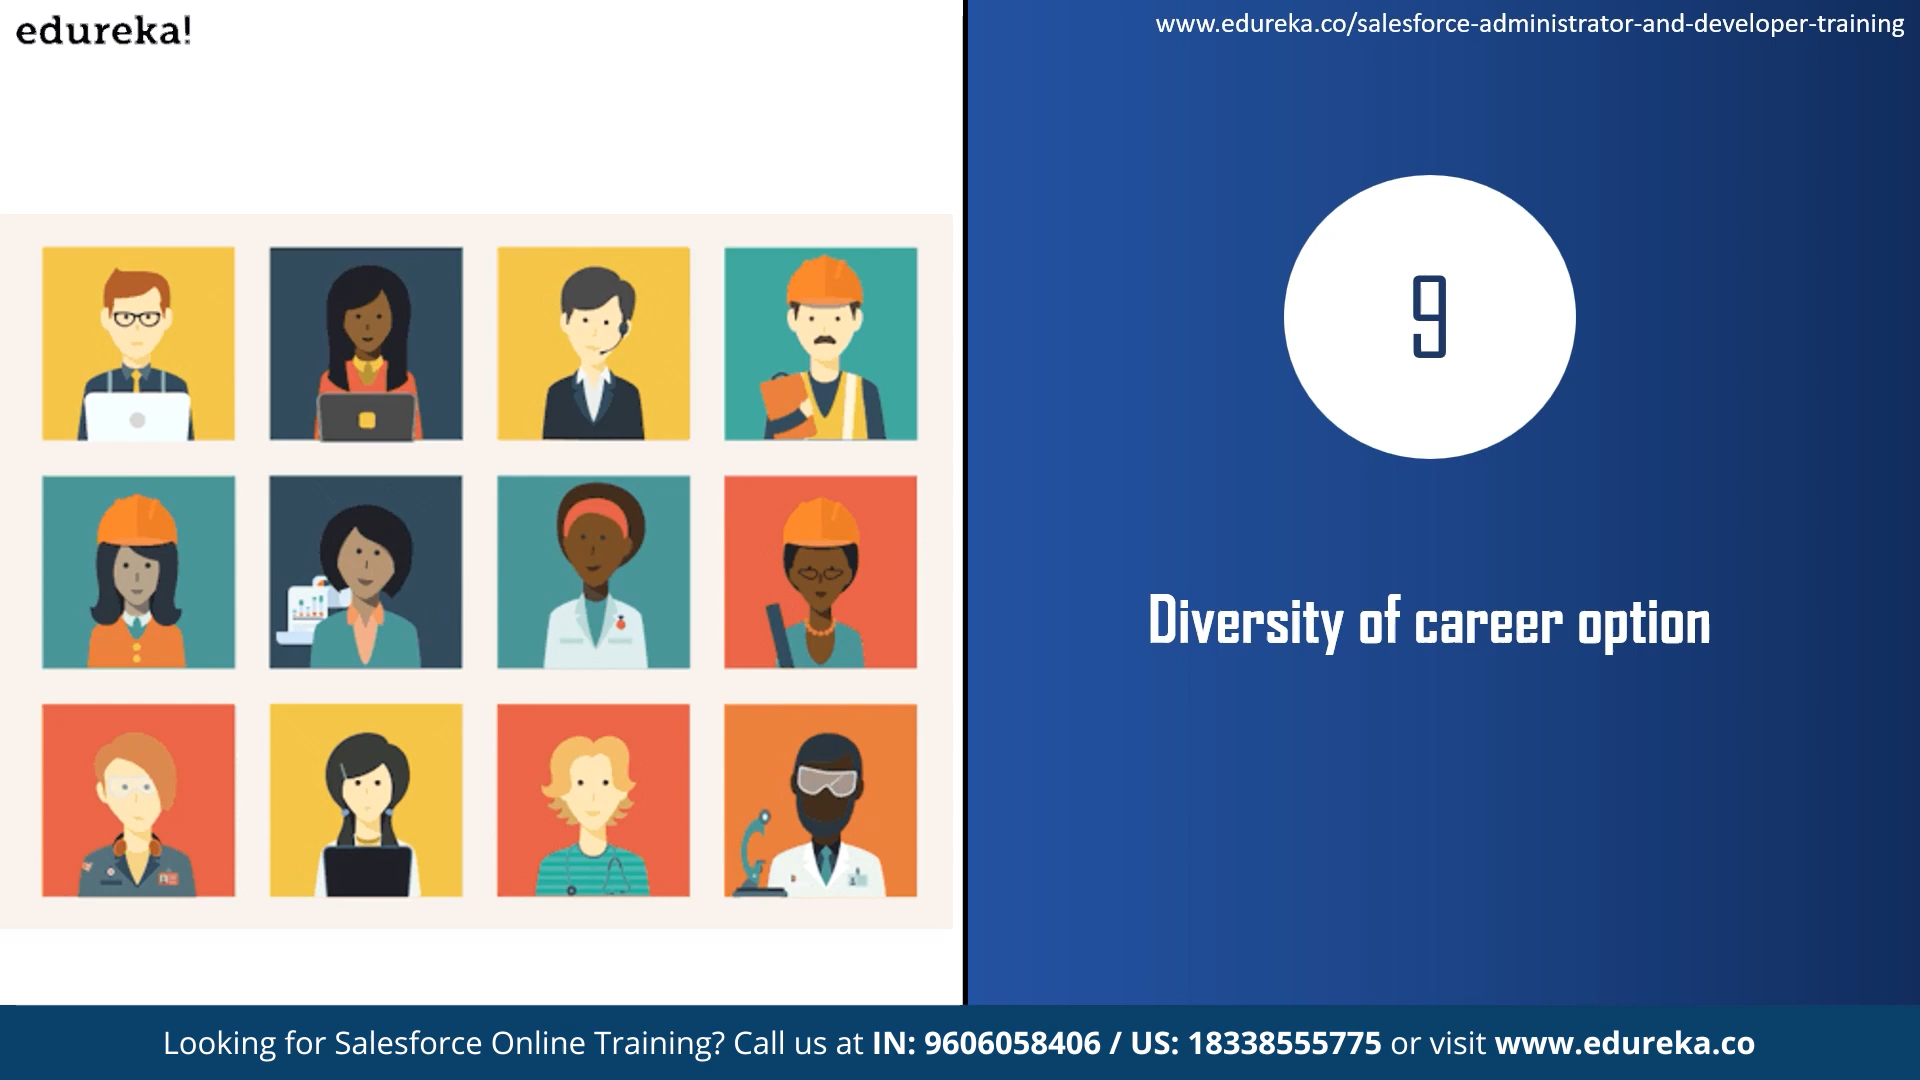 edureka!
www.edureka.co/salesforce-administrator-and-developer-training
9
Diversity of career option
Looking for Salesforce Online Training? Call us at IN: 9606058406 / US: 18338555775 or visit www.edureka.co